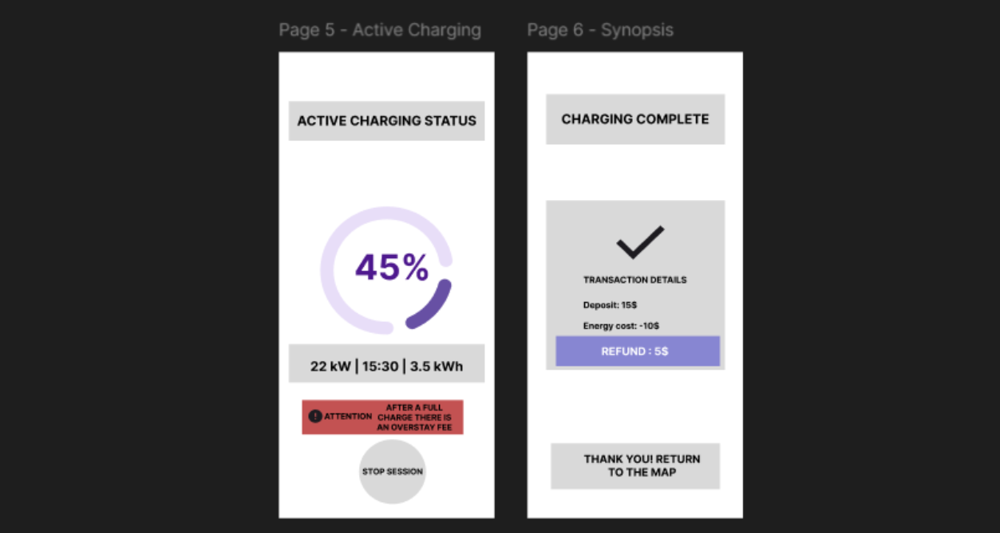 Page 5 - Active Charging
ACTIVE CHARGING STATUS
45%
22 kW | 15:30 | 3.5 kWh
ATTENTION
AFTER A FULL
CHARGE THERE IS
AN OVERSTAY FEE
STOP SESSION
Page 6 - Synopsis
CHARGING COMPLETE
TRANSACTION DETAILS
Deposit: 15$
Energy cost: -10$
REFUND : 5$
THANK YOU! RETURN
TO THE MAP